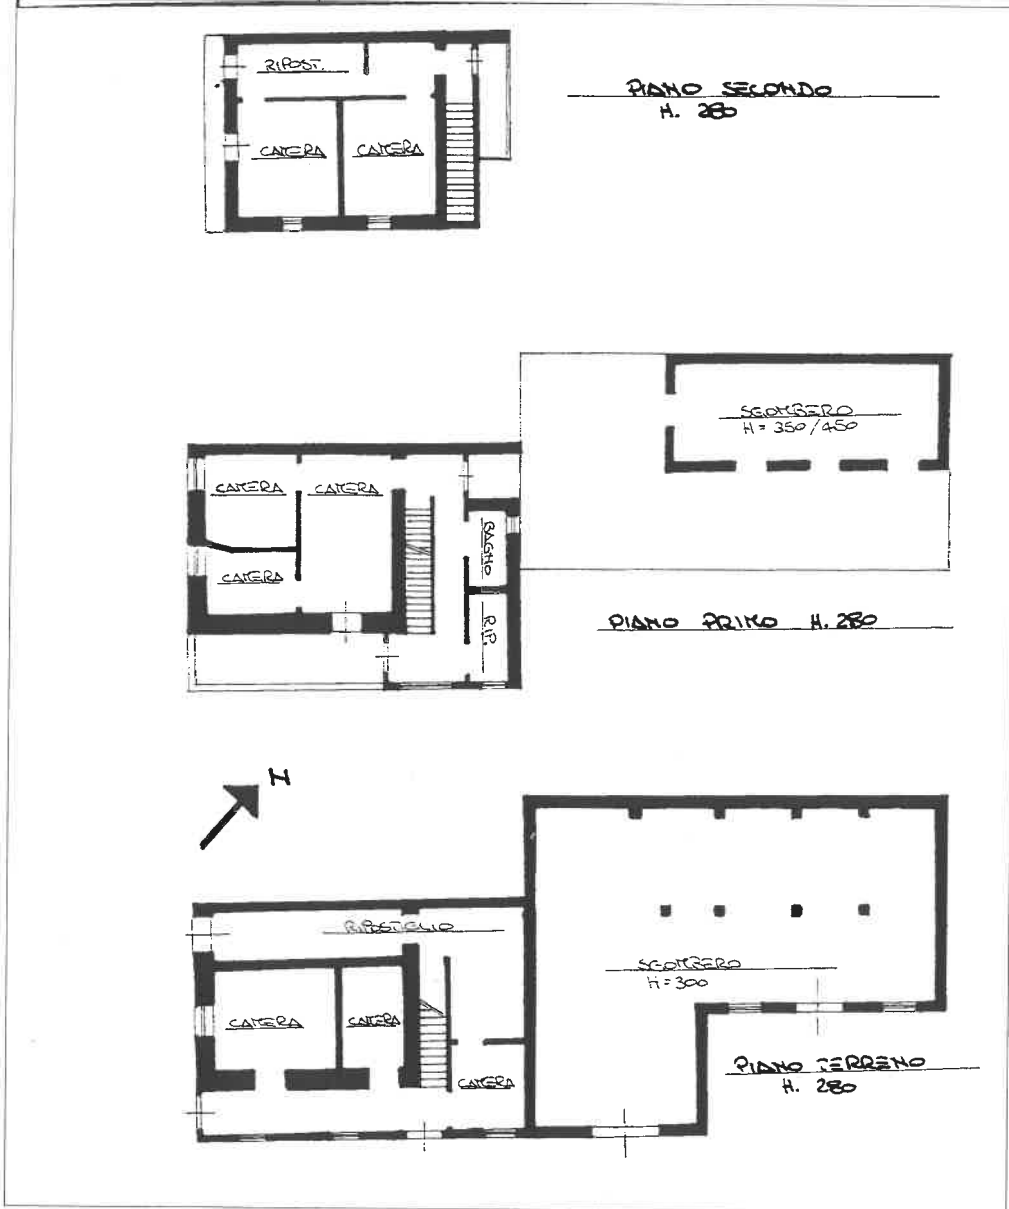 RIPOST.
PIANO SECONDO
H. 280
CAMERA CAMERA
SGOMBERO
H = 350/450
CAMERA CAMERA
BAGNO
CAMERA
RIP.
PIANO PRIMO H. 280
N
RIPOSTIGLIO
SGOMBERO
H = 300
CAMERA CAMERA
PIANO TERRENO
CAMERA
H. 280